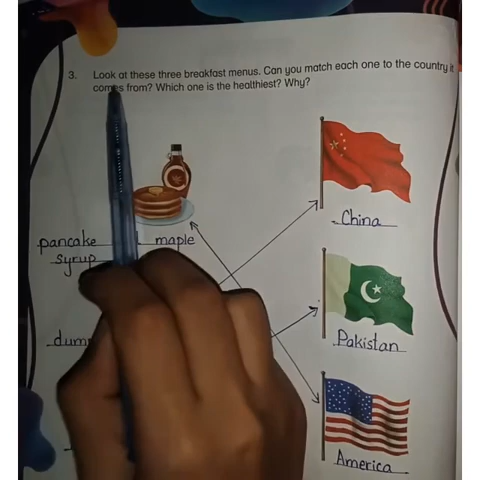 3. Look at these three breakfast menus. Can you match each one to the country it
comes from? Which one is the healthiest? Why?
China
pancake maple
syrup
Pakistan
America